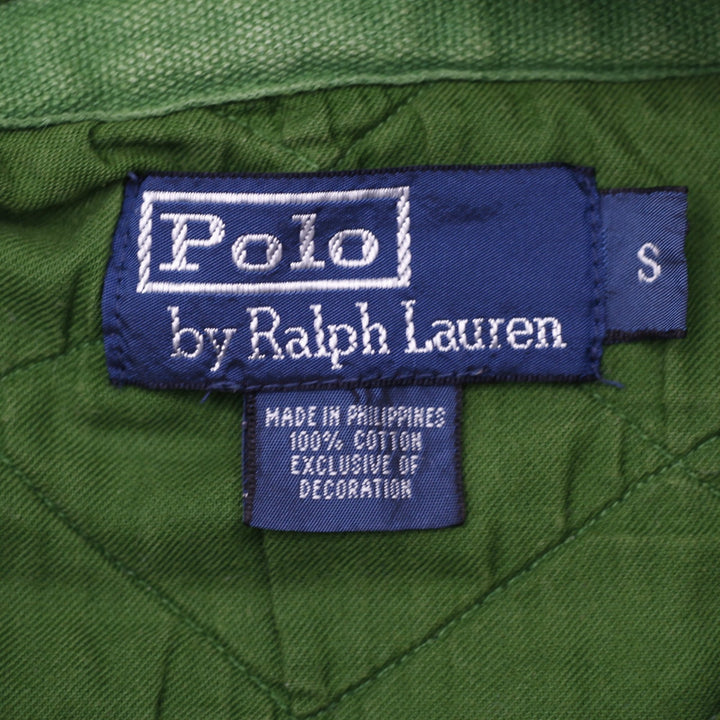 Polo
by Ralph Lauren
S
MADE IN PHILIPPINES
100% COTTON
EXCLUSIVE OF
DECORATION